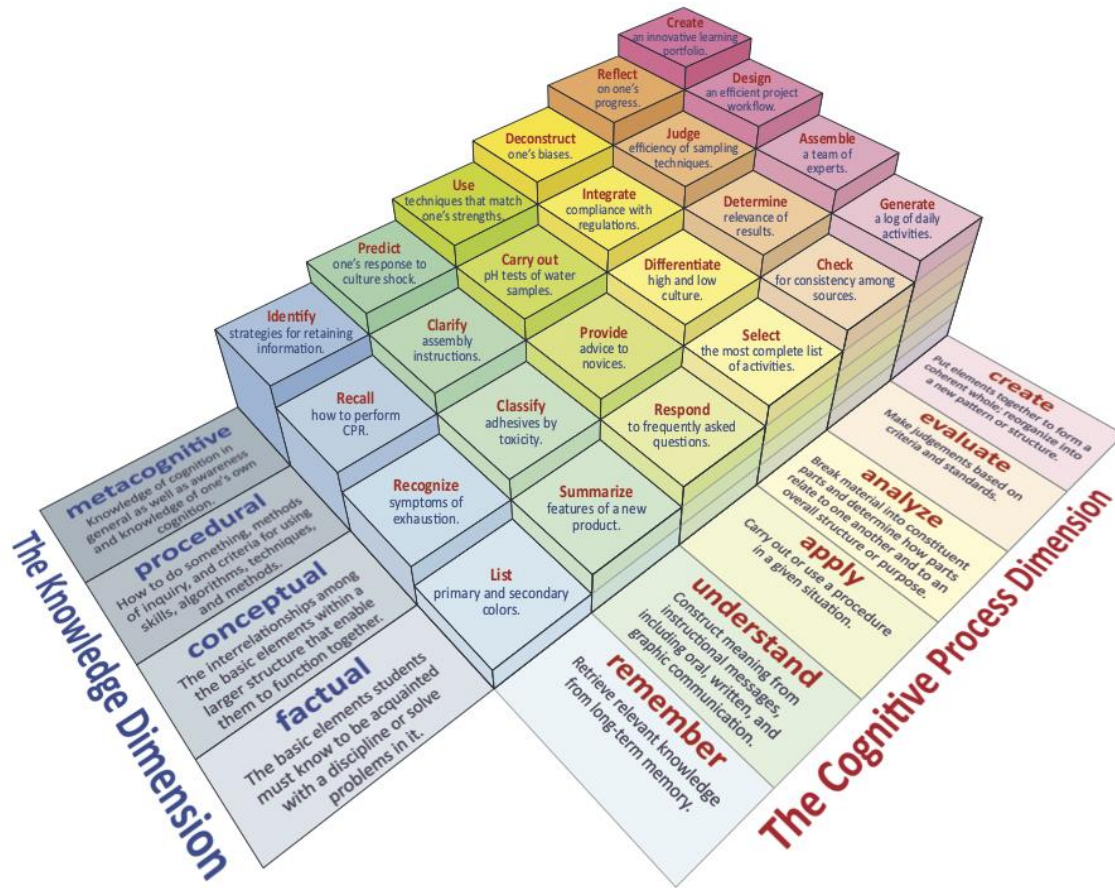 Create
an innovative learning
portfolio.
Reflect
on one's
progress.
Design
an efficient project
workflow.
Deconstruct
one's biases.
Judge
efficiency of sampling
techniques.
Assemble
a team of
experts.
Use
techniques that match
one's strengths.
Integrate
compliance with
regulations.
Determine
relevance of
results.
Generate
a log of daily
activities.
Predict
one's response to
culture shock.
Carry out
pH tests of water
samples.
Differentiate
high and low
culture.
Check
for consistency among
sources.
Identify
strategies for retaining
information.
Clarify
assembly
instructions.
Provide
advice to
novices.
Select
the most complete list
of activities.
Recall
how to perform
CPR.
Classify
adhesives by
toxicity.
Respond
to frequently asked
questions.
Recognize
symptoms of
exhaustion.
Summarize
features of a new
product.
List
primary and secondary
colors.
The Knowledge Dimension
metacognitive
Knowledge of cognition in
general as well as awareness
and knowledge of one's own
cognition.
procedural
How to do something, methods
of inquiry, and criteria for using
skills, algorithms, techniques,
and methods.
conceptual
The interrelationships among
the basic elements within a
larger structure that enable
them to function together.
factual
The basic elements students
must know to be acquainted
with a discipline or solve
problems in it.
The Cognitive Process Dimension
create
Put elements together to form a
coherent whole; reorganize into
a new pattern or structure.
evaluate
Make judgements based on
criteria and standards.
analyze
Break material into constituent
parts and determine how parts
relate to one another and to an
overall structure or purpose.
apply
Carry out or use a procedure
in a given situation.
understand
Construct meaning from
instructional messages,
including oral, written, and
graphic communication.
remember
Retrieve relevant knowledge
from long-term memory.